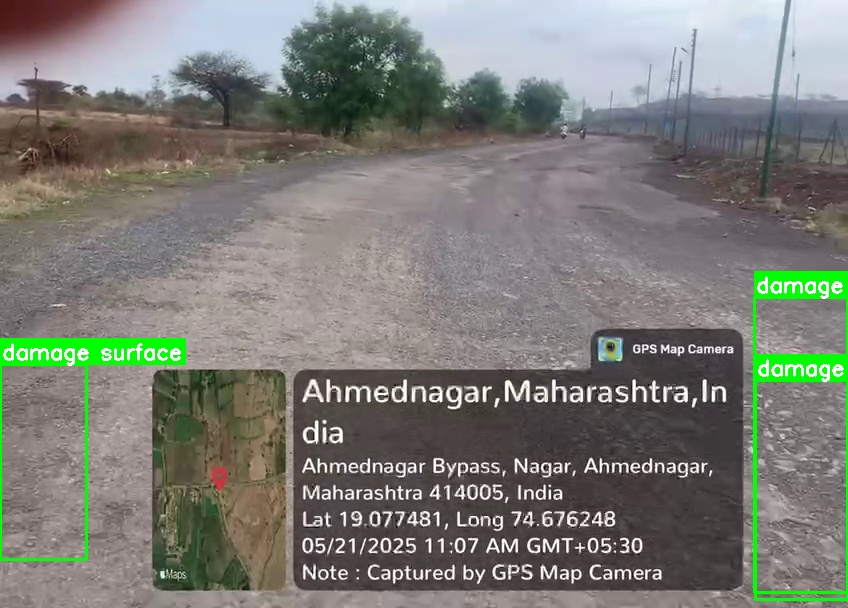 damage
damage surface
damage
GPS Map Camera
Ahmednagar,Maharashtra,In
dia
Ahmednagar Bypass, Nagar, Ahmednagar,
Maharashtra 414005, India
Lat 19.077481, Long 74.676248
05/21/2025 11:07 AM GMT+05:30
Note : Captured by GPS Map Camera
Maps